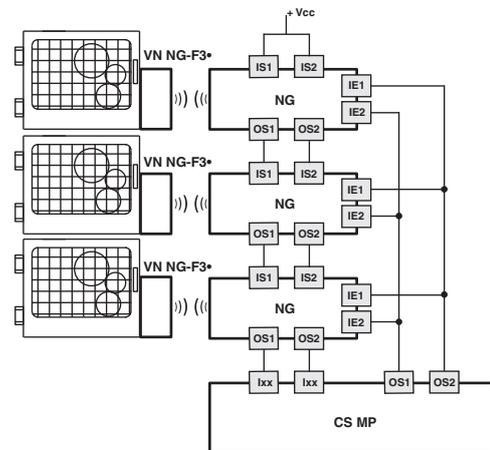 + Vcc
VN NG-F3•
IS1 IS2
IE1
NG
IE2
OS1 OS2
VN NG-F3•
IS1 IS2
IE1
NG
IE2
OS1 OS2
VN NG-F3•
IS1 IS2
IE1
NG
IE2
OS1 OS2
Ixx Ixx OS1 OS2
CS MP